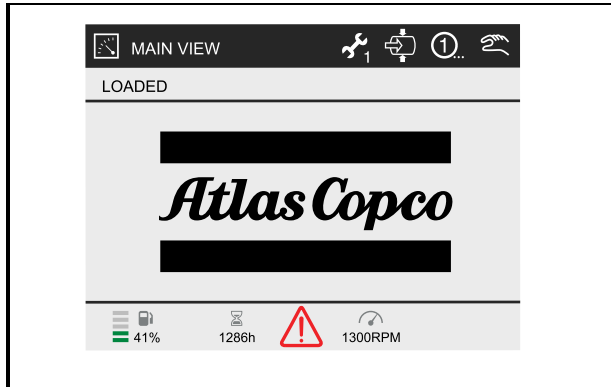 MAIN VIEW 1 1...
LOADED
Atlas Copco
41% 1286h 1300RPM